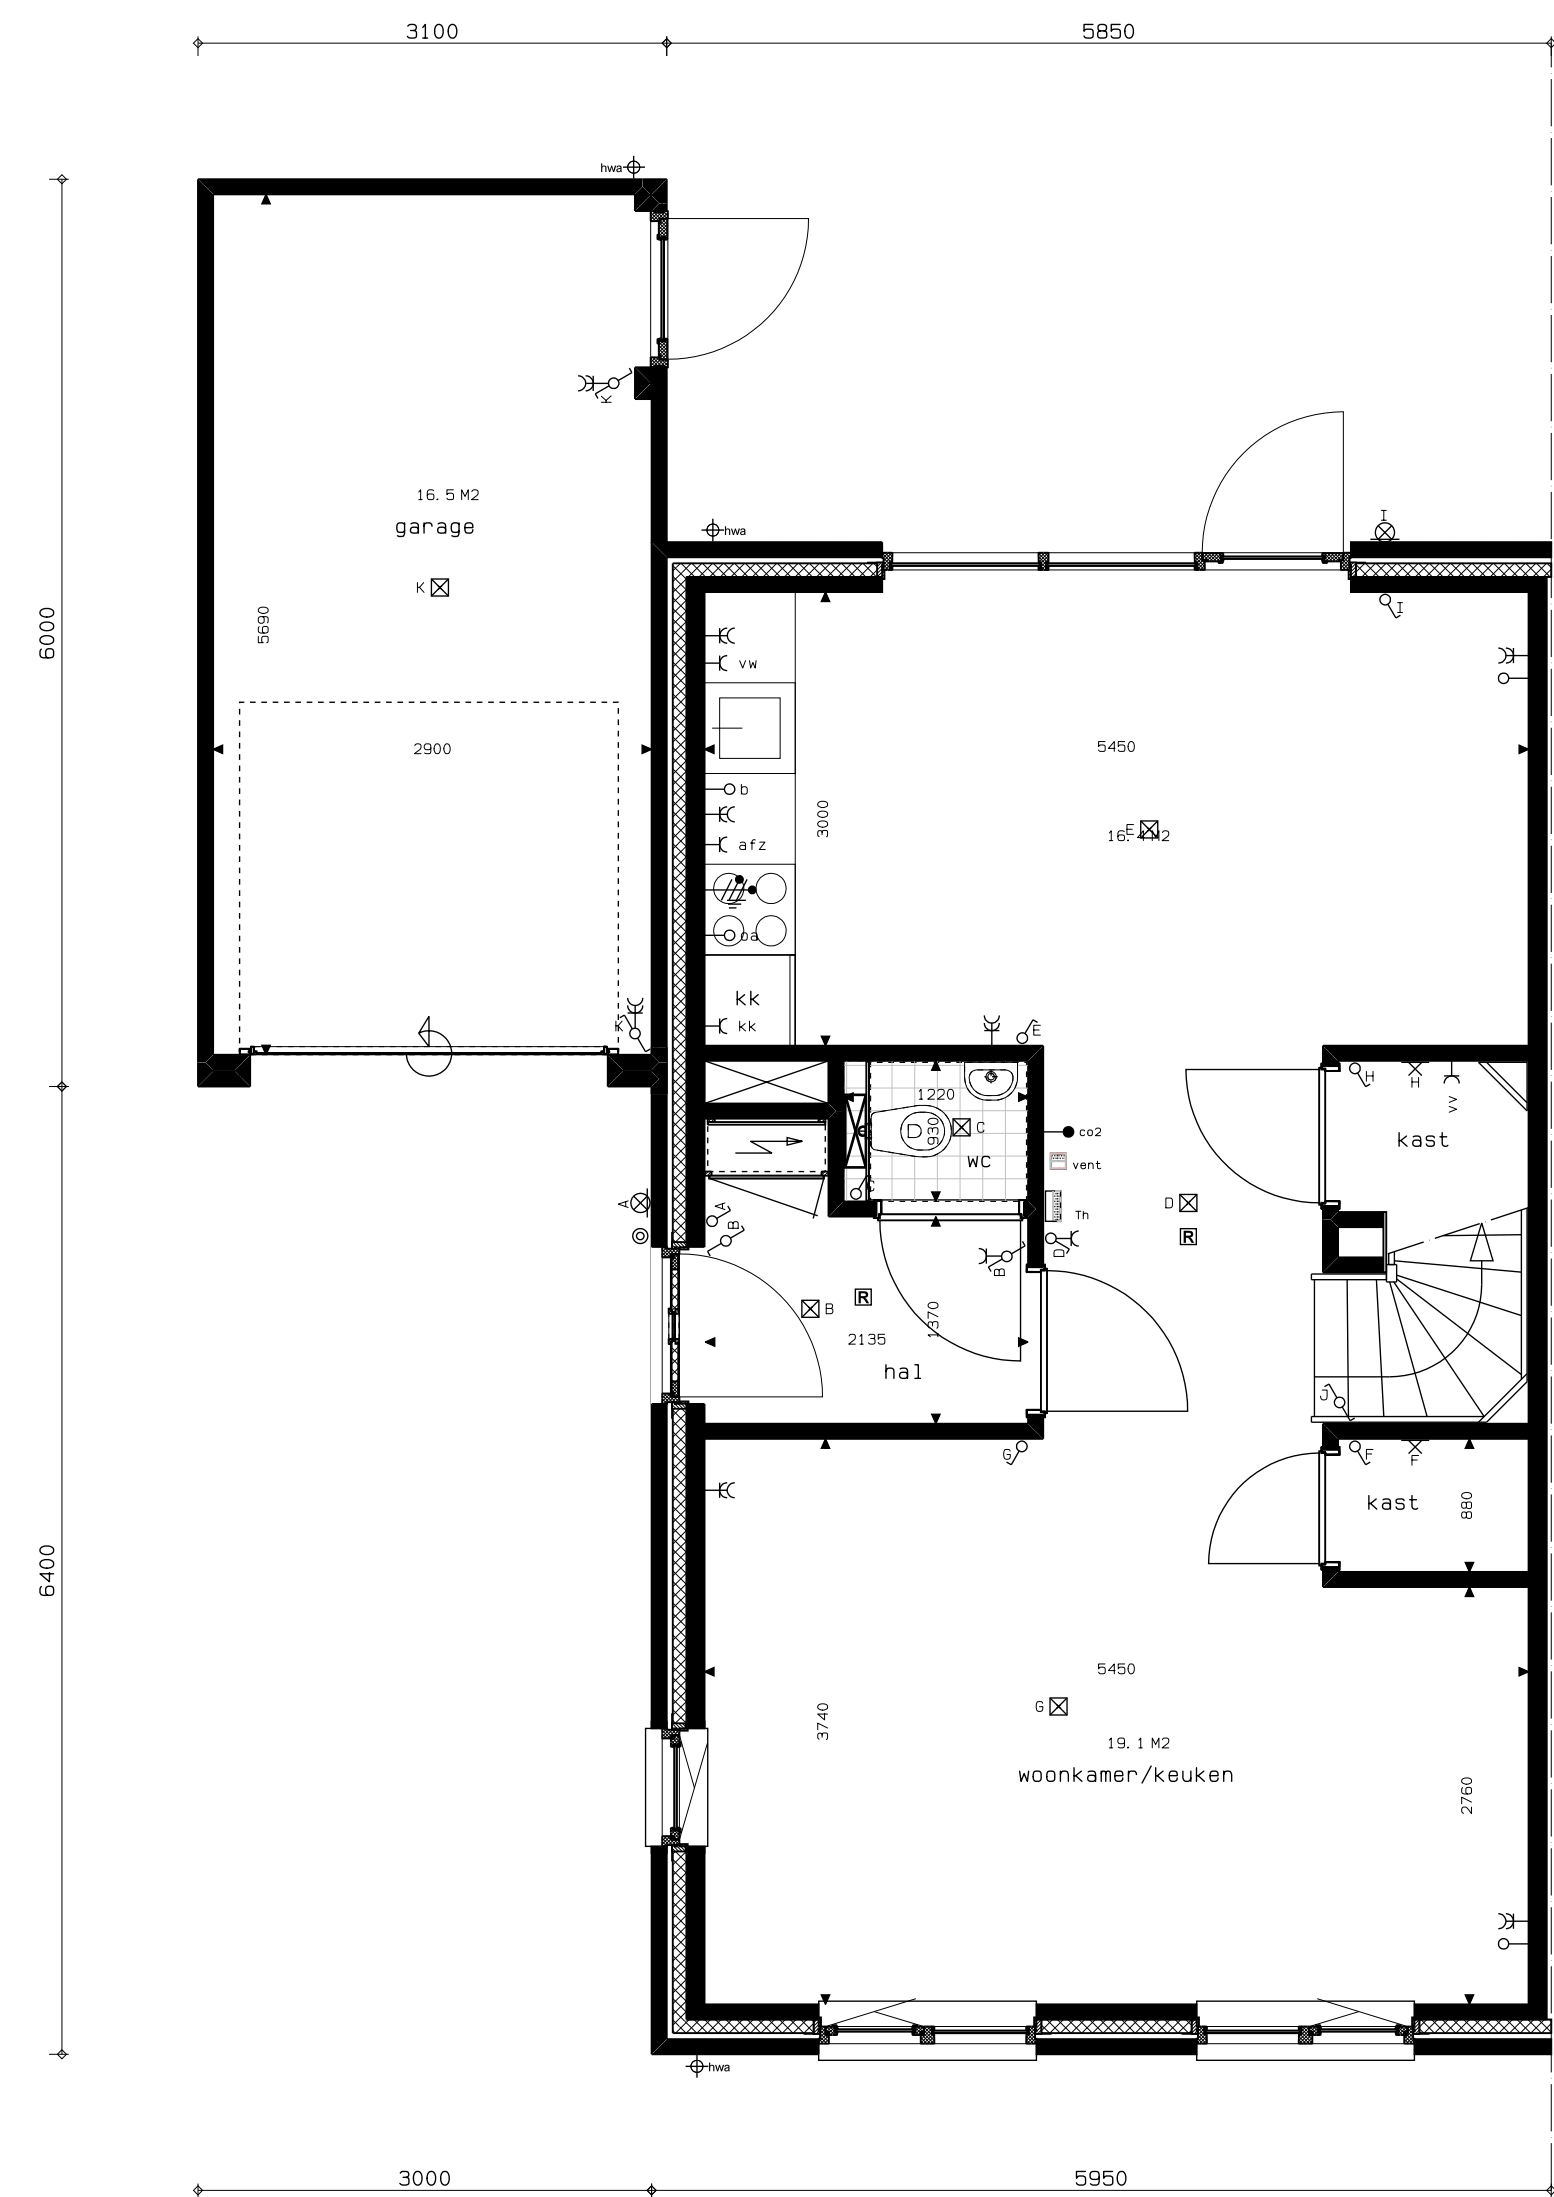 3100
5850
hwa
K
16.5 M2
garage
hwa
I
K
I
5690
6000
vw
2900
5450
b
3000
E
16.4 M2
afz
oa
kk
kk
K
E
H
H
vv
1220
930
C
D
co2
kast
WC
vent
C
A
A
B
D
R
Th
D
B
B
R
1370
2135
hal
J
G
F
F
kast
880
6400
5450
G
3740
19.1 M2
woonkamer/keuken
2760
hwa
3000
5950